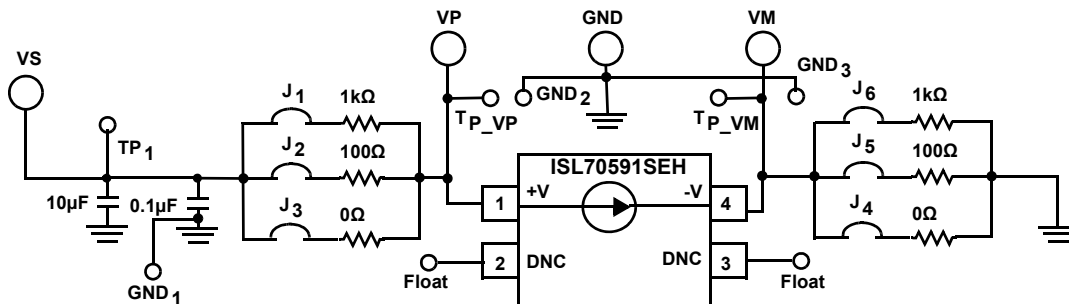 VP GND VM
VS
GND3
J1 1kΩ
TP_VP GND2 TP_VM
J6 1kΩ
TP1
J2 100Ω
J5 100Ω
ISL70591SEH
10µF 0.1µF
J3 0Ω
1 +V -V 4
J4 0Ω
2 DNC DNC 3
Float Float
GND1